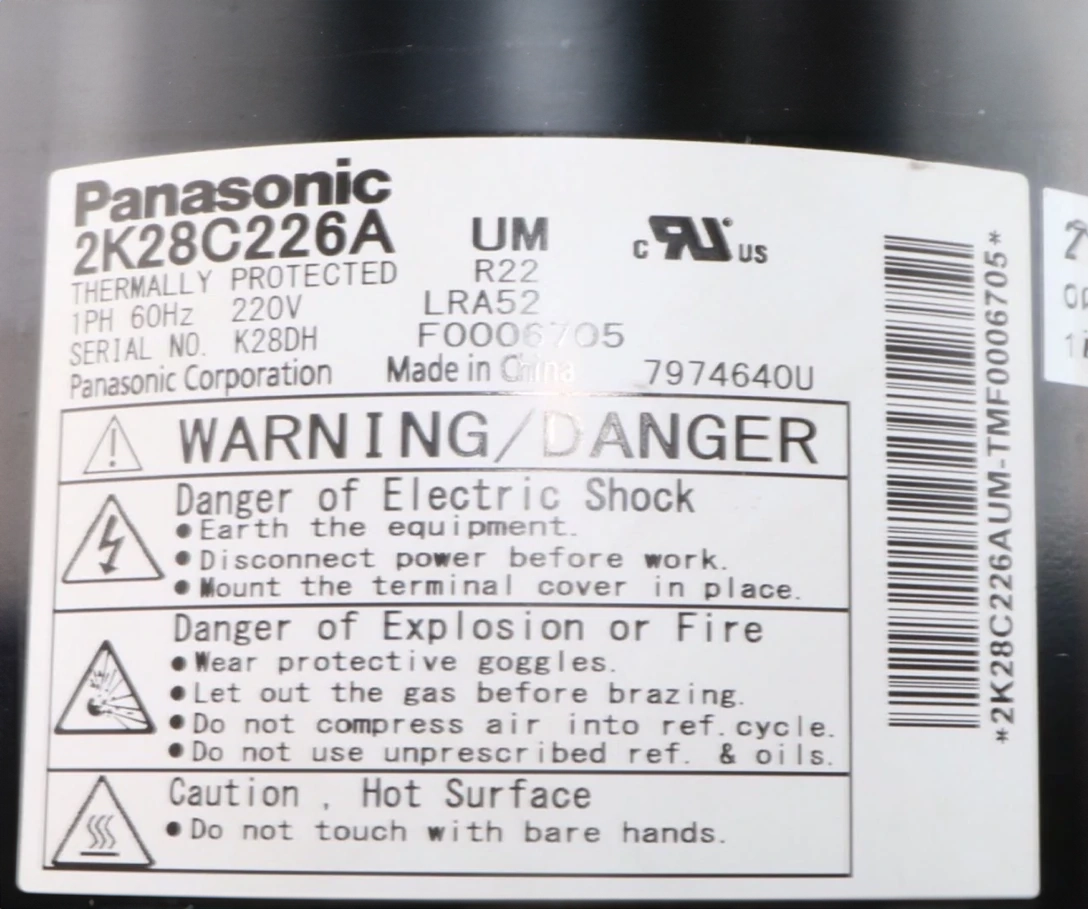 Panasonic
2K28C226A UM
c RU us
THERMALLY PROTECTED R22
1PH 60Hz 220V LRA52
SERIAL NO. K28DH F0006705
Panasonic Corporation Made in China 7974640U
WARNING/DANGER
Danger of Electric Shock
●Earth the equipment.
●Disconnect power before work.
●Mount the terminal cover in place.
Danger of Explosion or Fire
●Wear protective goggles.
●Let out the gas before brazing.
●Do not compress air into ref.cycle.
●Do not use unprescribed ref. & oils.
Caution , Hot Surface
●Do not touch with bare hands.
*2K28C226AUM-TMF0006705*